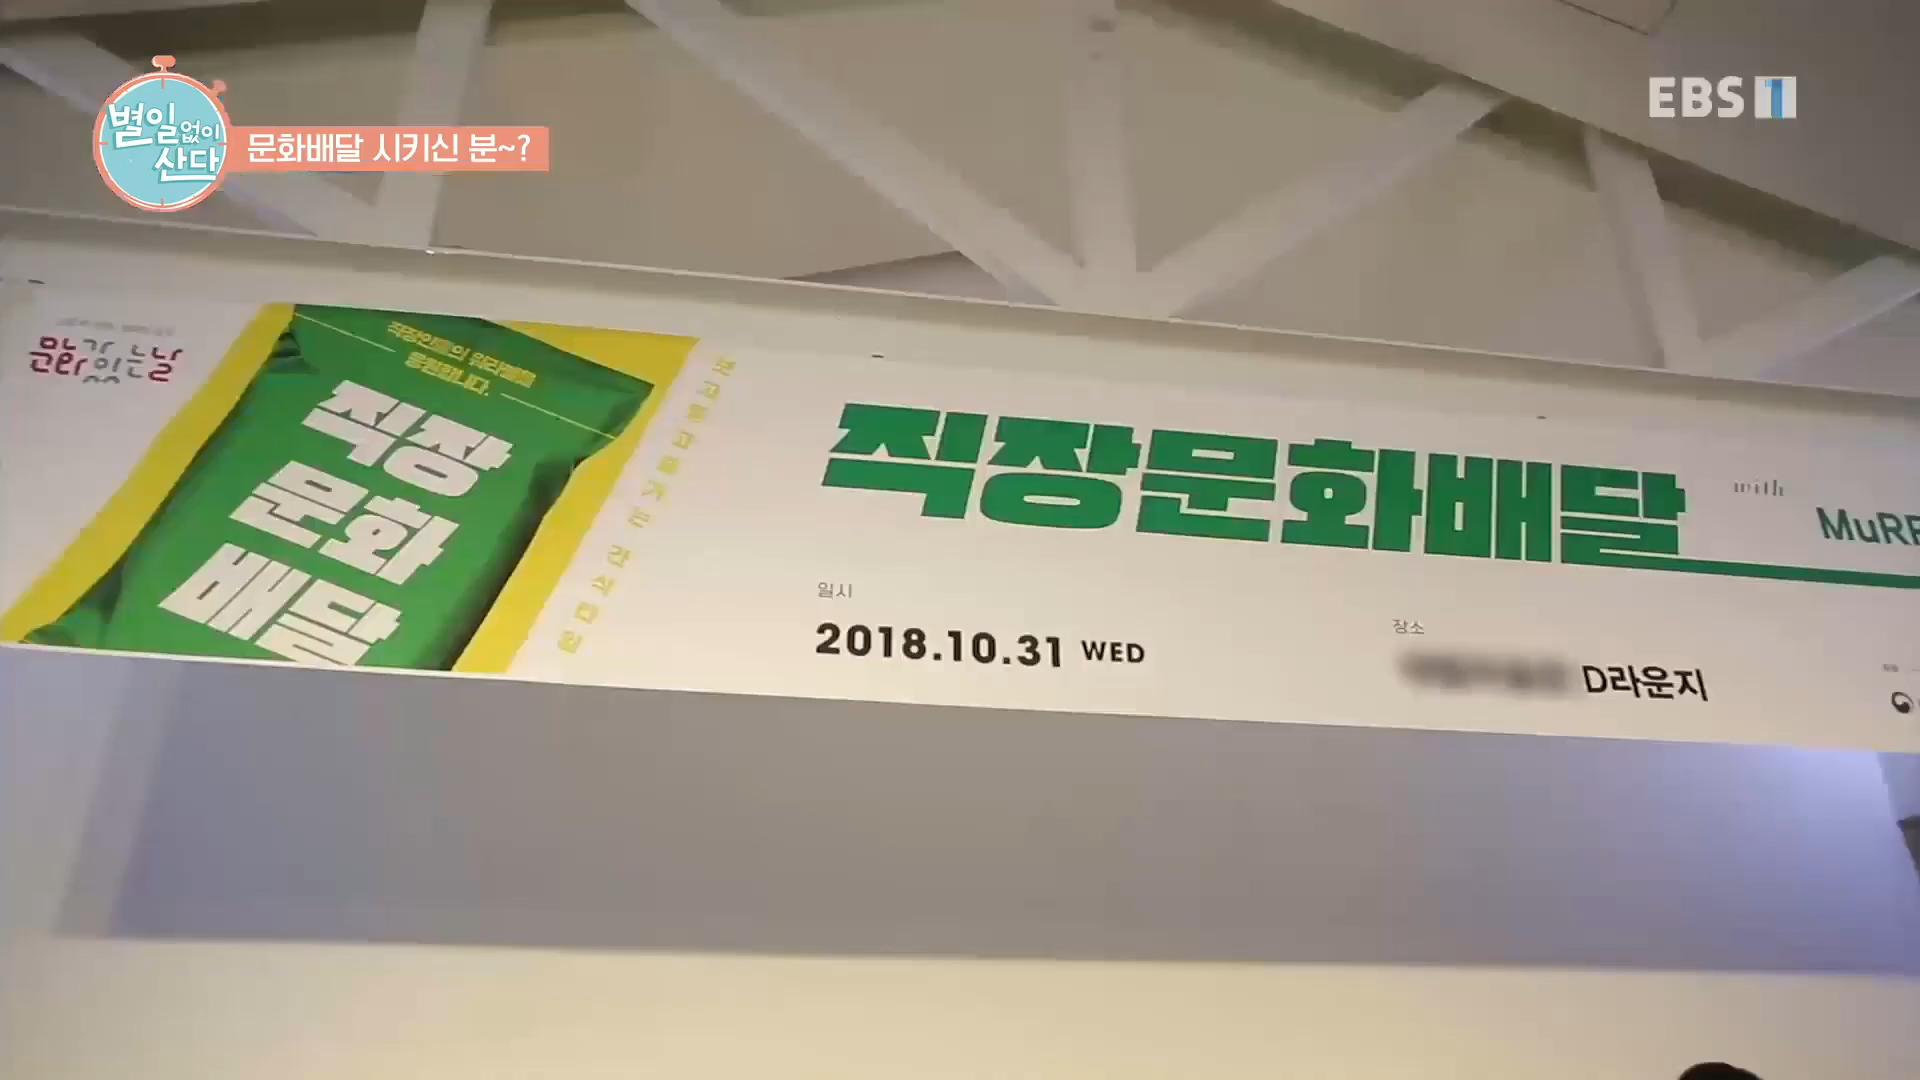 별일없이
산다
문화배달 시키신 분~?
EBS 1
문화가 있는 날
직장인들의 워라밸을
응원합니다.
직장
문화
배달
직장문화배달
with
일시
2018.10.31 WED
장소
D라운지